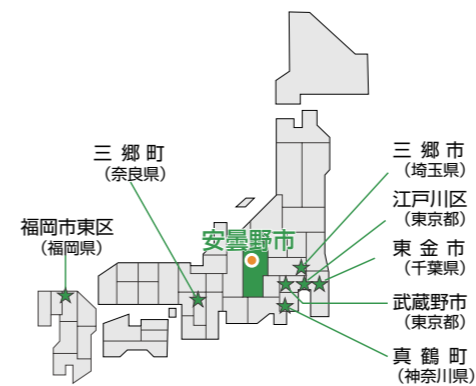 三郷町
（奈良県）
福岡市東区
（福岡県）
安曇野市
三郷市
（埼玉県）
江戸川区
（東京都）
東金市
（千葉県）
武蔵野市
（東京都）
真鶴町
（神奈川県）